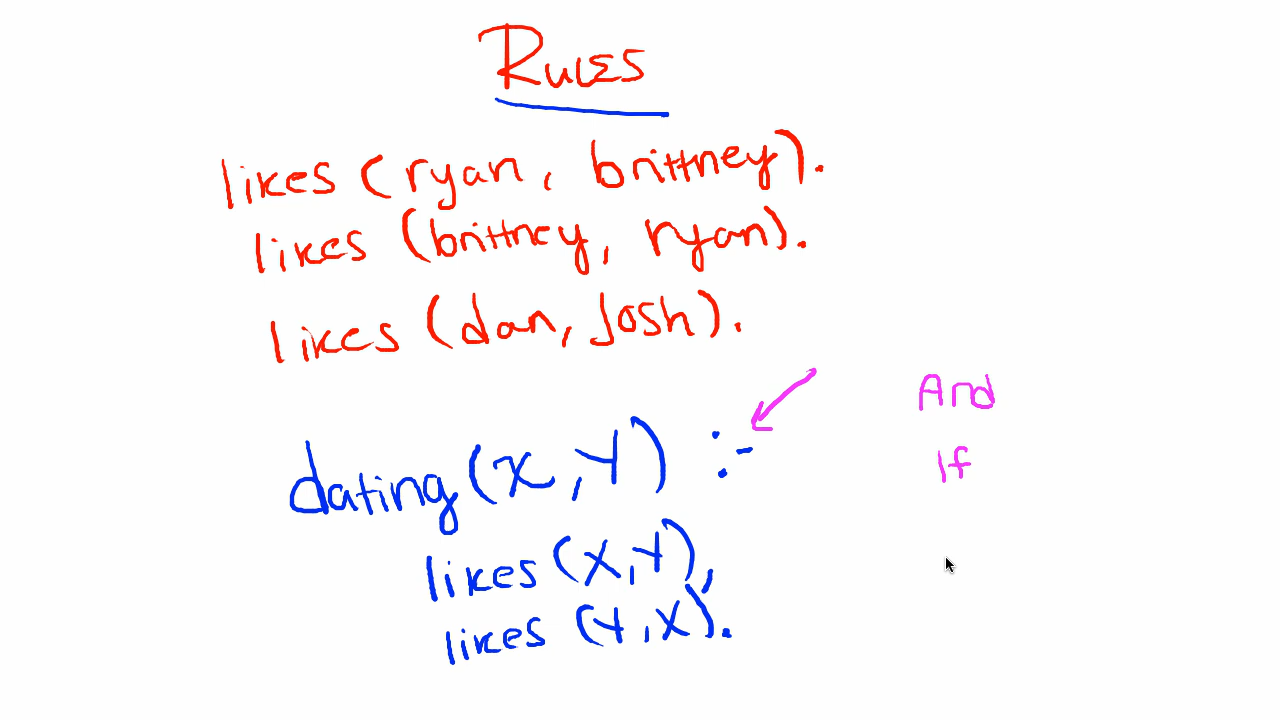 Rules
likes (ryan, brittney).
likes (brittney, ryan).
likes (dan, josh).
dating (X, Y) :-
likes (X, Y),
likes (Y, X).
And
If